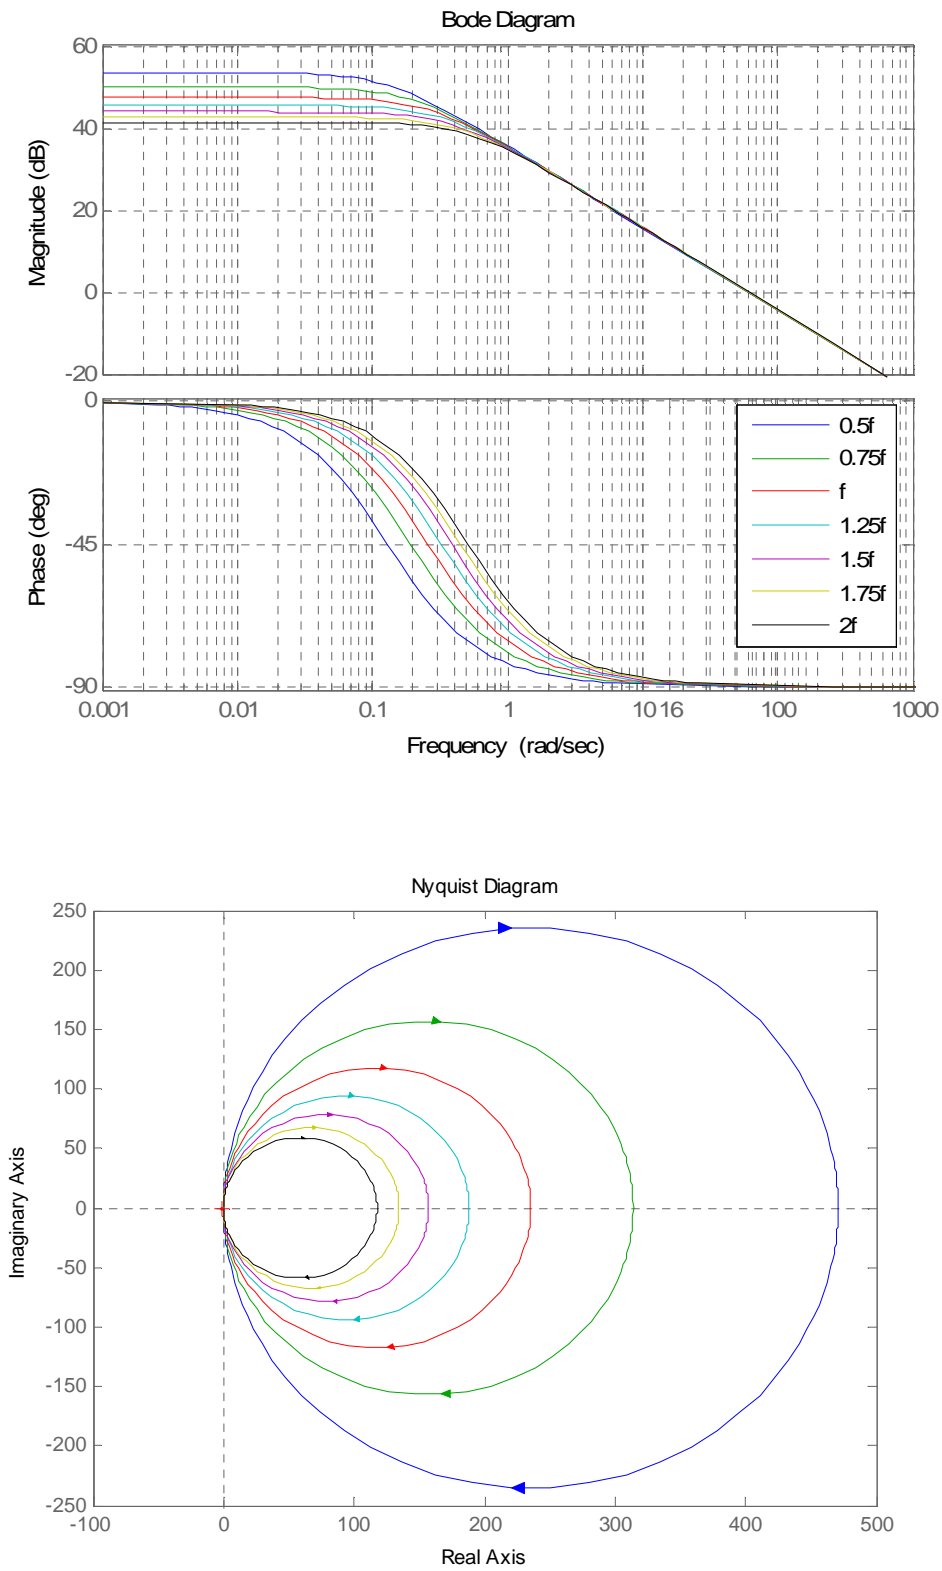 Bode Diagram
Magnitude (dB)
60
40
20
0
-20
Phase (deg)
0
-45
-90
0.5f
0.75f
f
1.25f
1.5f
1.75f
2f
0.001 0.01 0.1 1 10 16 100 1000
Frequency (rad/sec)
Nyquist Diagram
Imaginary Axis
250
200
150
100
50
0
-50
-100
-150
-200
-250
-100 0 100 200 300 400 500
Real Axis